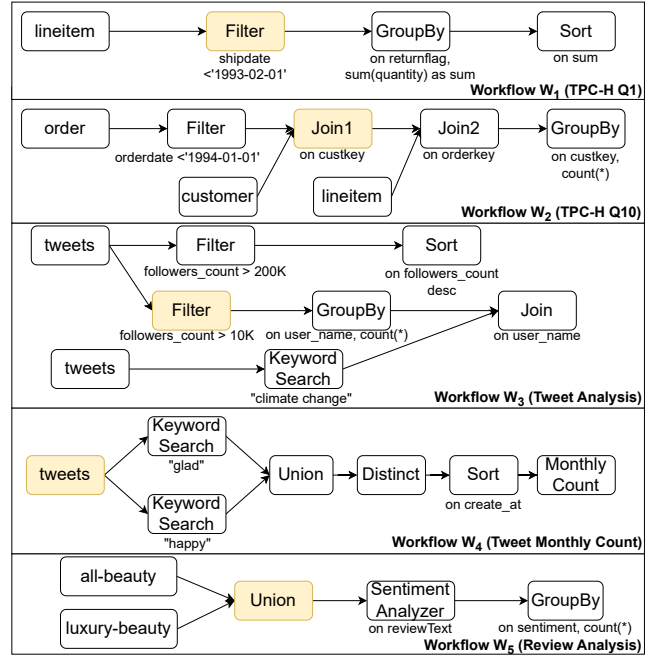 lineitem
Filter
GroupBy
Sort
shipdate
<'1993-02-01'
on returnflag,
sum(quantity) as sum
on sum
Workflow W1 (TPC-H Q1)
order
Filter
Join1
Join2
GroupBy
orderdate <'1994-01-01'
on custkey
on orderkey
on custkey,
count(*)
customer
lineitem
Workflow W2 (TPC-H Q10)
tweets
Filter
Sort
followers_count > 200K
on followers_count
desc
Filter
GroupBy
Join
followers_count > 10K
on user_name, count(*)
on user_name
tweets
Keyword
Search
"climate change"
Workflow W3 (Tweet Analysis)
Keyword
Search
"glad"
tweets
Union
Distinct
Sort
Monthly
Count
on create_at
Keyword
Search
"happy"
Workflow W4 (Tweet Monthly Count)
all-beauty
Union
Sentiment
Analyzer
GroupBy
luxury-beauty
on reviewText
on sentiment, count(*)
Workflow W5 (Review Analysis)